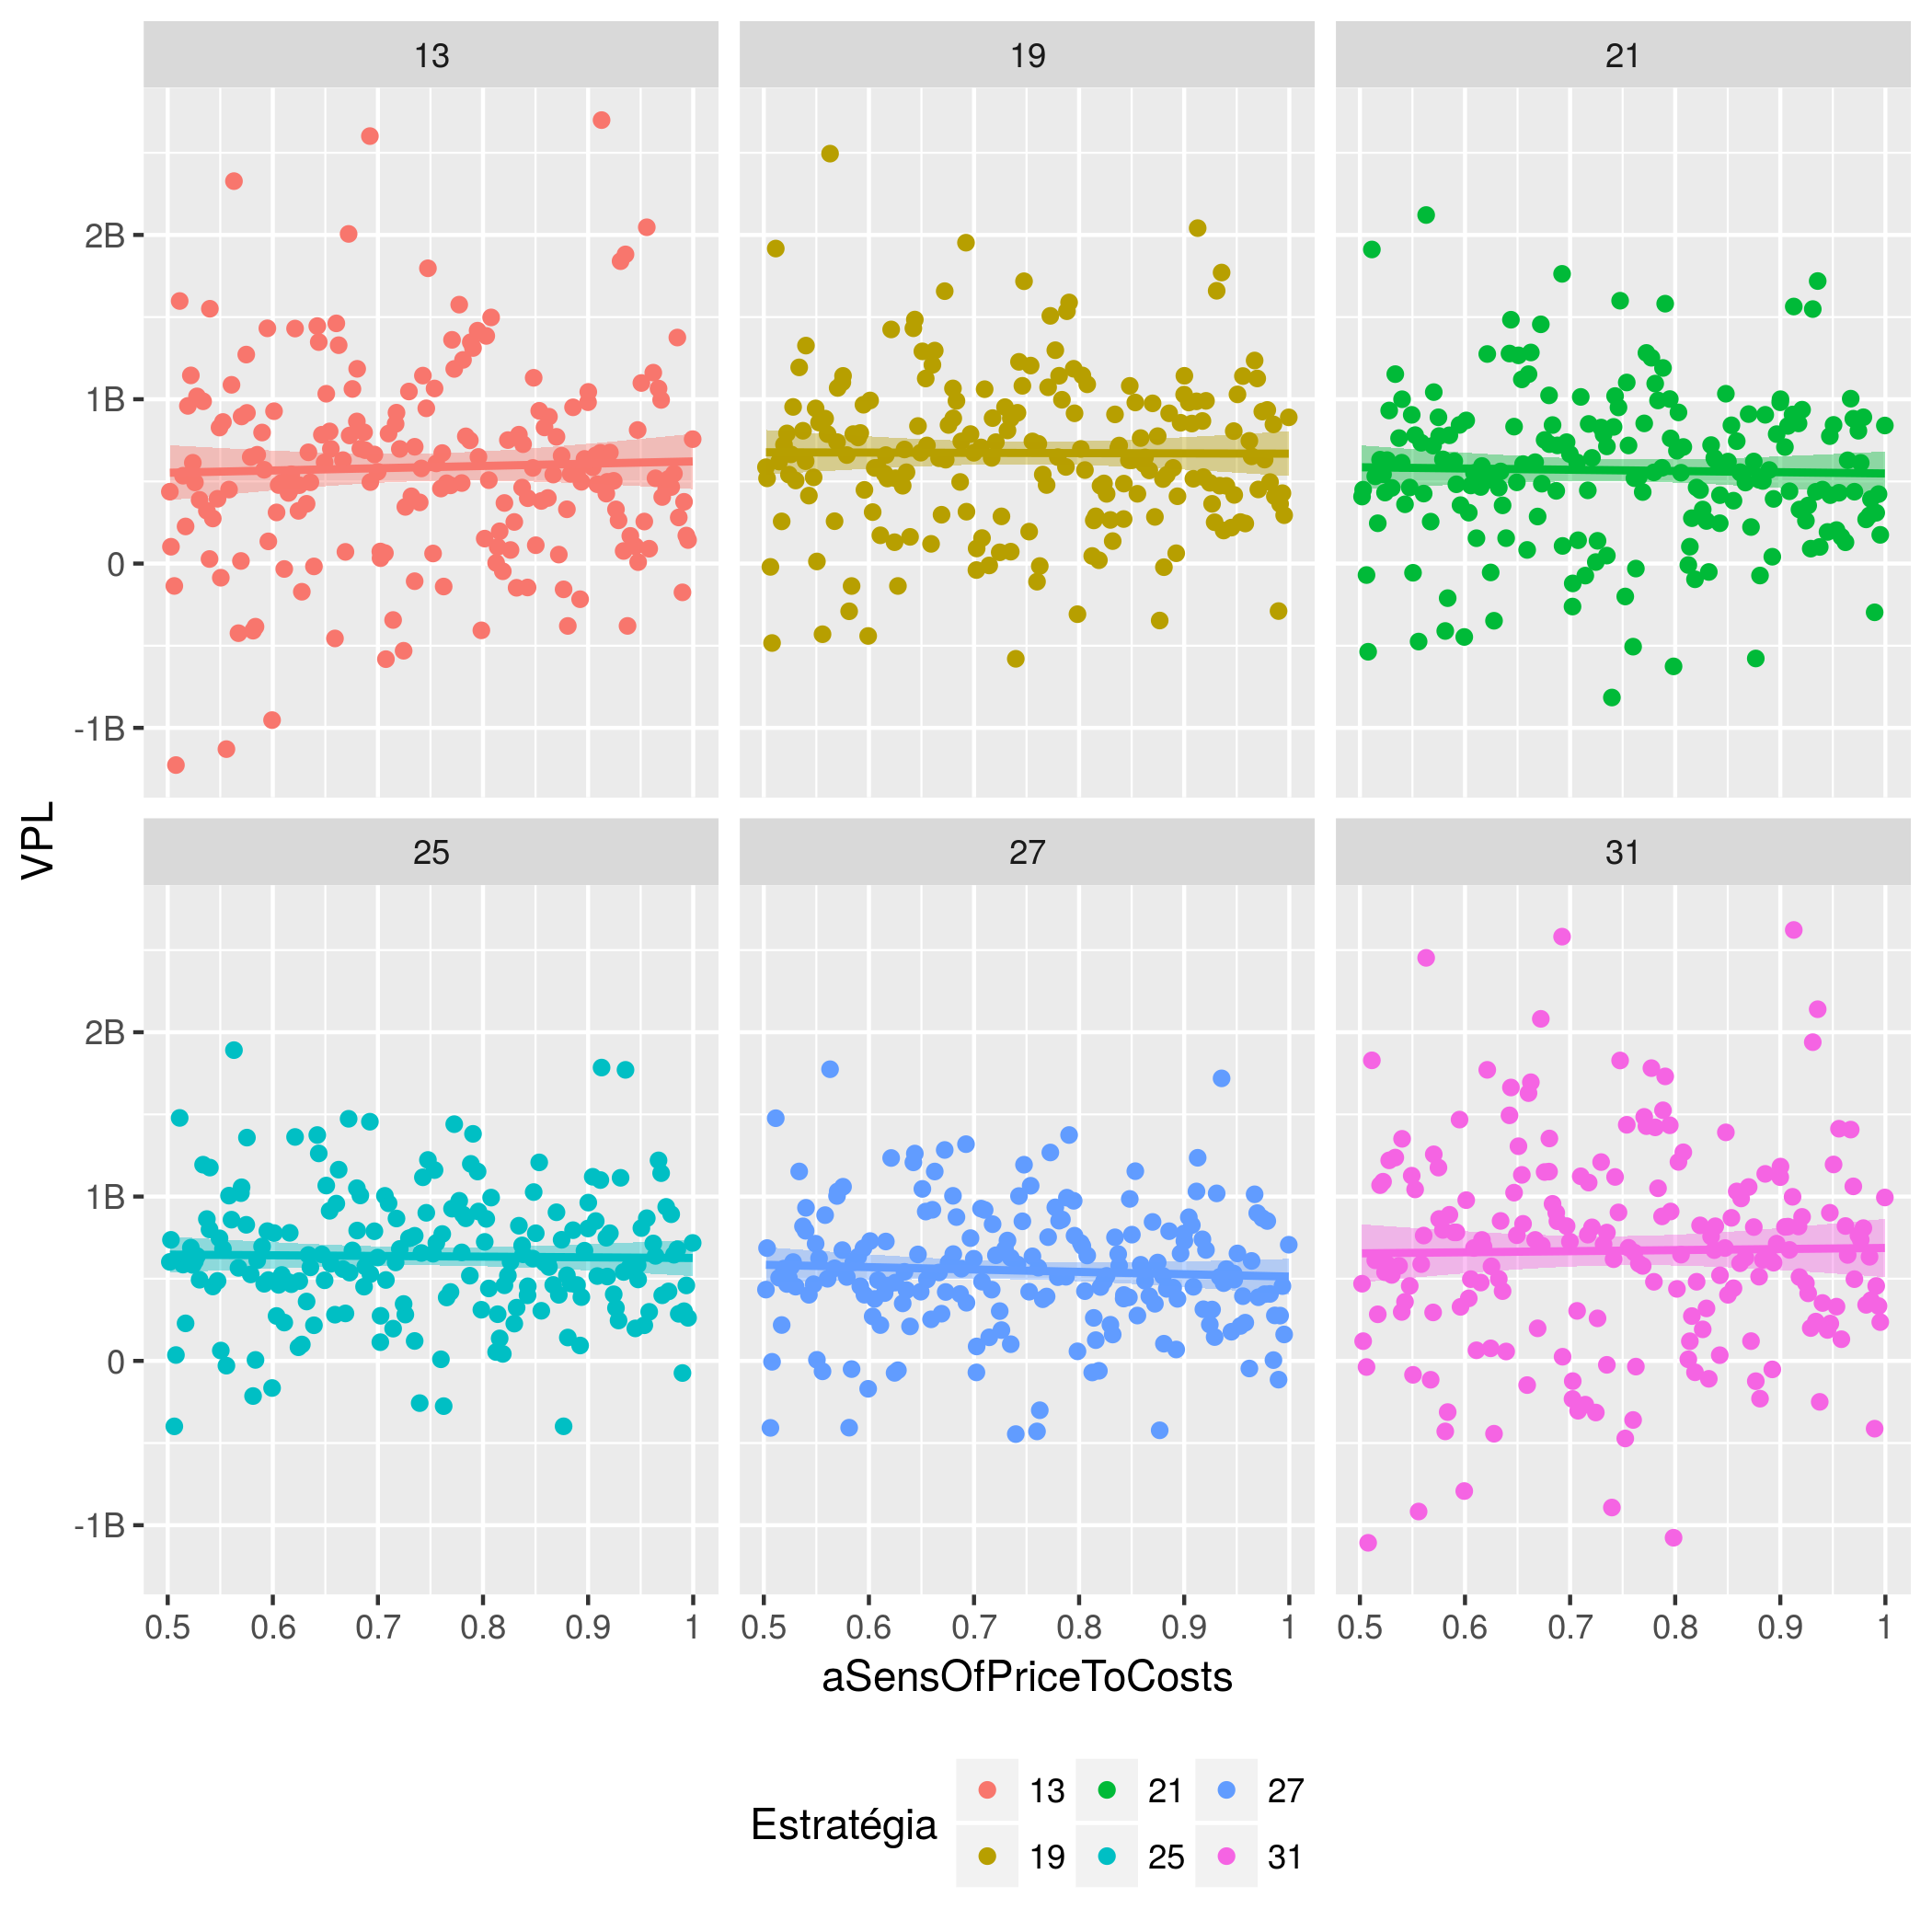 13 19 21
2B
1B
0
-1B
VPL
25 27 31
2B
1B
0
-1B
0.5 0.6 0.7 0.8 0.9 1 0.5 0.6 0.7 0.8 0.9 1 0.5 0.6 0.7 0.8 0.9 1
aSensOfPriceToCosts
Estratégia
13 21 27
19 25 31